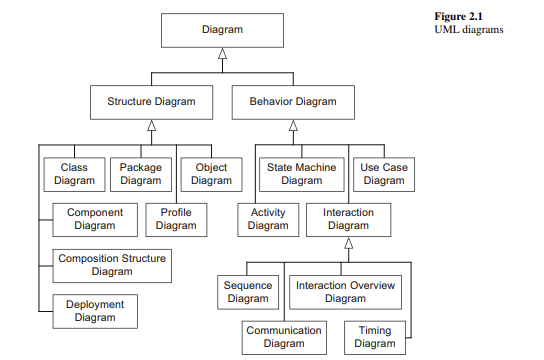 Figure 2.1
UML diagrams
Diagram
Structure Diagram
Behavior Diagram
Class
Diagram
Package
Diagram
Object
Diagram
State Machine
Diagram
Use Case
Diagram
Component
Diagram
Profile
Diagram
Activity
Diagram
Interaction
Diagram
Composition Structure
Diagram
Sequence
Diagram
Interaction Overview
Diagram
Deployment
Diagram
Communication
Diagram
Timing
Diagram